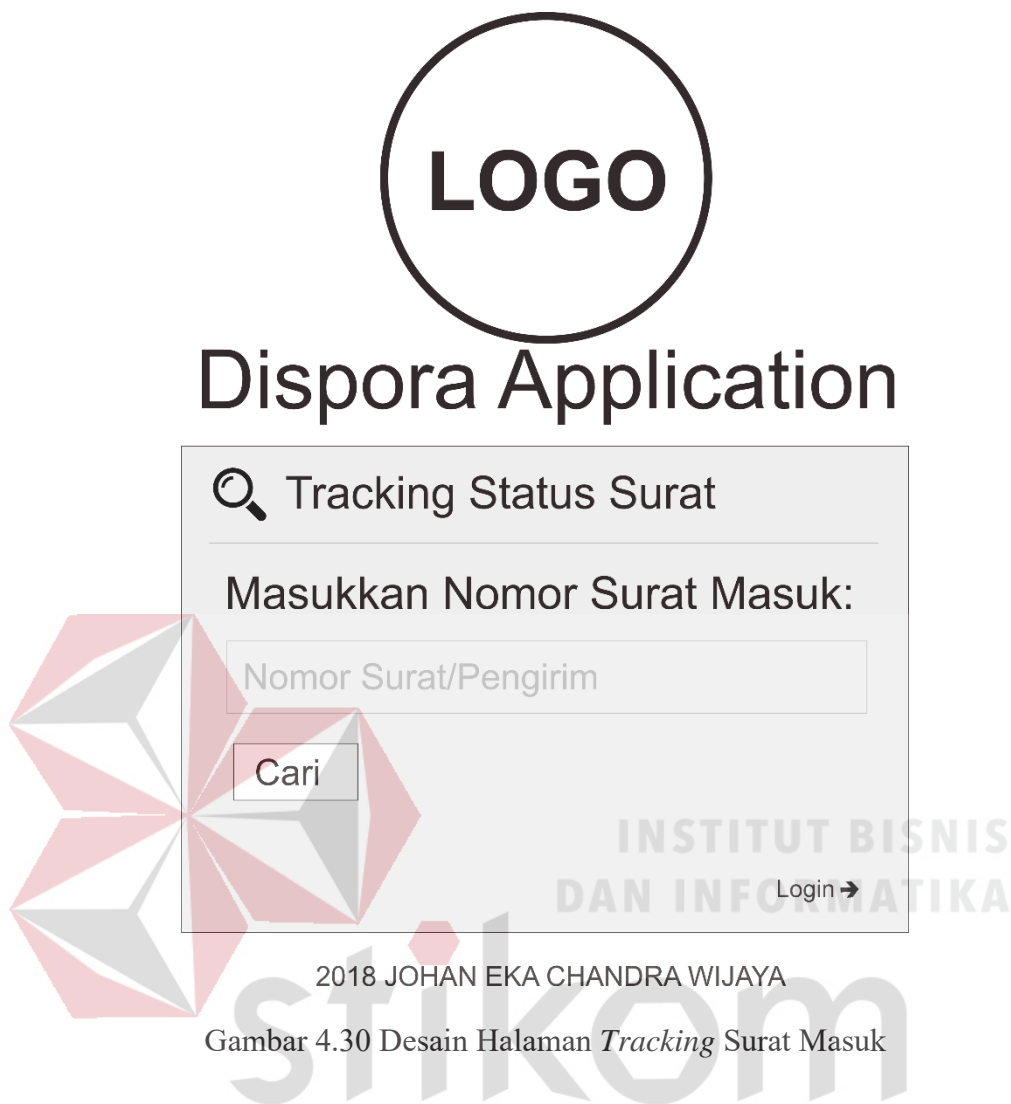 LOGO
Dispora Application
Tracking Status Surat
Masukkan Nomor Surat Masuk:
Nomor Surat/Pengirim
Cari
INSTITUT BISNIS
DAN INFORMATIKA
Login
stikom
2018 JOHAN EKA CHANDRA WIJAYA
Gambar 4.30 Desain Halaman Tracking Surat Masuk